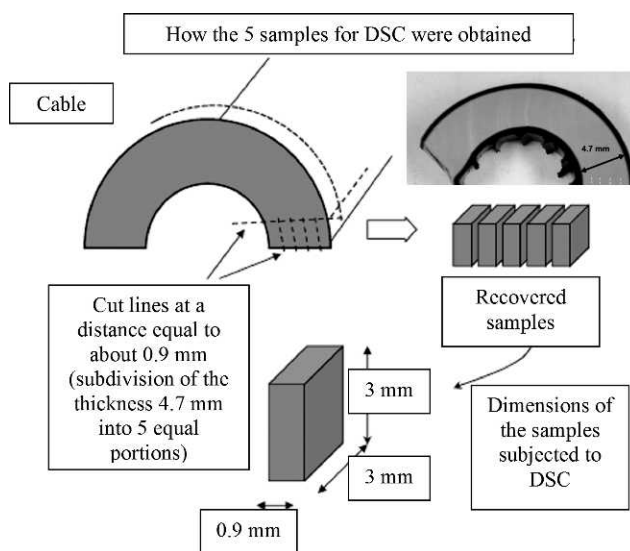 How the 5 samples for DSC were obtained
Cable
4.7 mm
Cut lines at a
distance equal to
about 0.9 mm
(subdivision of the
thickness 4.7 mm
into 5 equal
portions)
Recovered
samples
3 mm
3 mm
0.9 mm
Dimensions of
the samples
subjected to
DSC